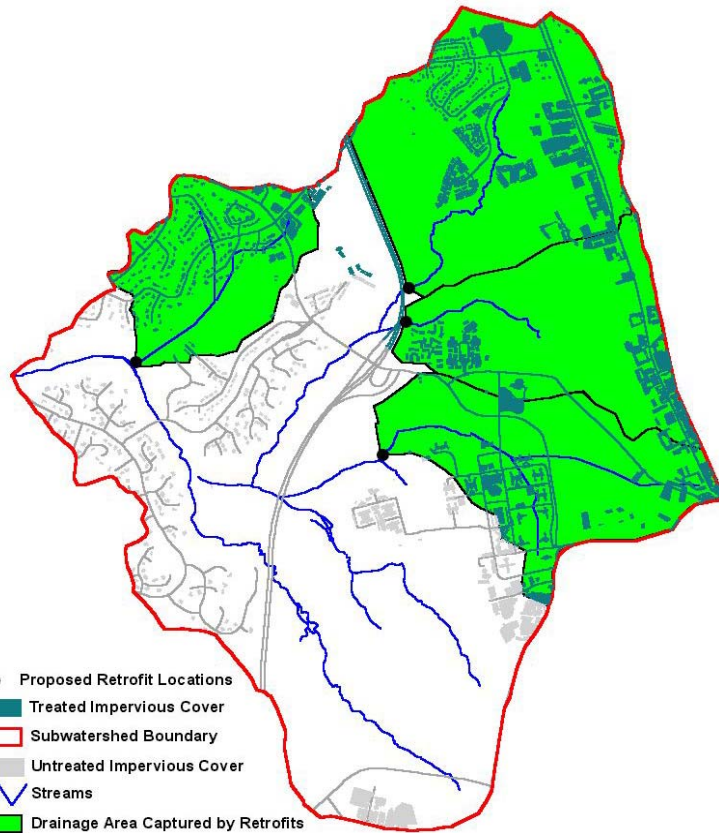 Proposed Retrofit Locations
Treated Impervious Cover
Subwatershed Boundary
Untreated Impervious Cover
Streams
Drainage Area Captured by Retrofits